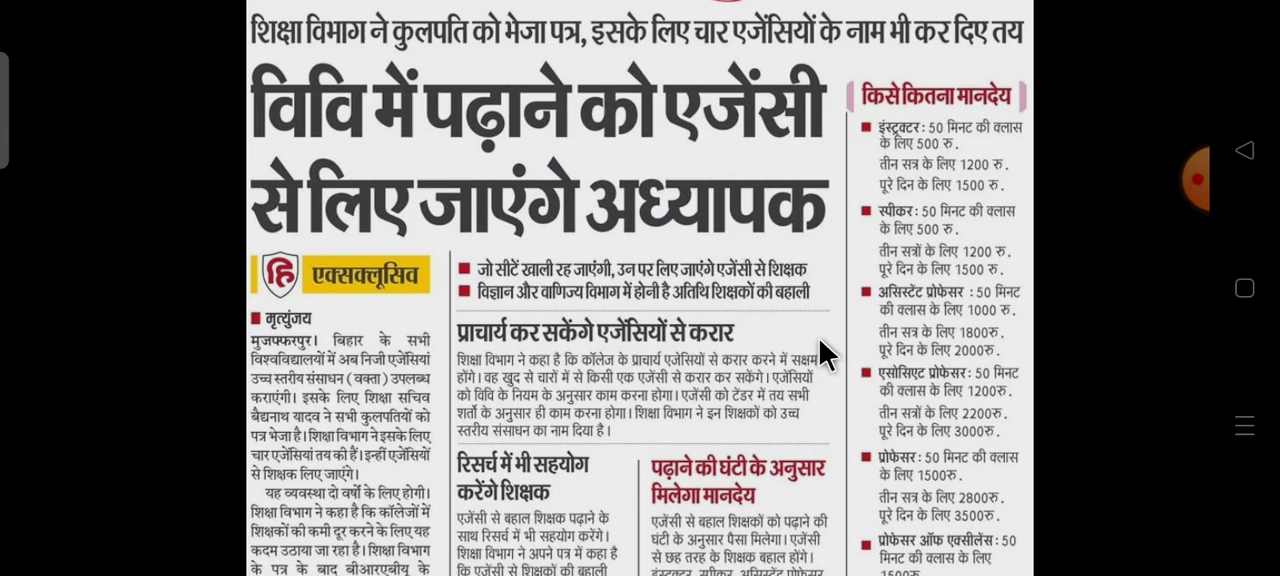 शिक्षा विभाग ने कुलपति को भेजा पत्र, इसके लिए चार एजेंसियों के नाम भी कर दिए तय
विवि में पढ़ाने को एजेंसी
से लिए जाएंगे अध्यापक
हि एक्सक्लूसिव
मृत्युंजय
मुजफ्फरपुर। बिहार के सभी
विश्वविद्यालयों में अब निजी एजेंसियां
उच्च स्तरीय संसाधन (वक्ता) उपलब्ध
कराएंगी। इसके लिए शिक्षा सचिव
बैद्यनाथ यादव ने सभी कुलपतियों को
पत्र भेजा है। शिक्षा विभाग ने इसके लिए
चार एजेंसियां तय की हैं। इन्हीं एजेंसियों
से शिक्षक लिए जाएंगे।
यह व्यवस्था दो वर्षों के लिए होगी।
शिक्षा विभाग ने कहा है कि कॉलेजों में
शिक्षकों की कमी दूर करने के लिए यह
कदम उठाया जा रहा है। शिक्षा विभाग
के पत्र के बाद बीआरएबीयू के
जो सीटें खाली रह जाएंगी, उन पर लिए जाएंगे एजेंसी से शिक्षक
विज्ञान और वाणिज्य विभाग में होनी है अतिथि शिक्षकों की बहाली
प्राचार्य कर सकेंगे एजेंसियों से करार
शिक्षा विभाग ने कहा है कि कॉलेज के प्राचार्य एजेंसियों से करार करने में सक्षम
होंगे। वह खुद से चारों में से किसी एक एजेंसी से करार कर सकेंगे। एजेंसियों
को विवि के नियम के अनुसार काम करना होगा। एजेंसी को टेंडर में तय सभी
शर्तों के अनुसार ही काम करना होगा। शिक्षा विभाग ने इन शिक्षकों को उच्च
स्तरीय संसाधन का नाम दिया है।
रिसर्च में भी सहयोग
करेंगे शिक्षक
एजेंसी से बहाल शिक्षक पढ़ाने के
साथ रिसर्च में भी सहयोग करेंगे।
शिक्षा विभाग ने अपने पत्र में कहा है
कि एजेंसी से शिक्षकों की बहाली
पढ़ाने की घंटी के अनुसार
मिलेगा मानदेय
एजेंसी से बहाल शिक्षकों को पढ़ाने की
घंटी के अनुसार पैसा मिलेगा। एजेंसी
से छह तरह के शिक्षक बहाल होंगे।
इंस्ट्रक्टर, स्पीकर, असिस्टेंट प्रोफेसर
किसे कितना मानदेय
इंस्ट्रक्टर : 50 मिनट की क्लास
के लिए 500 रु.
तीन सत्र के लिए 1200 रु.
पूरे दिन के लिए 1500 रु.
स्पीकर : 50 मिनट की क्लास
के लिए 500 रु.
तीन सत्रों के लिए 1200 रु.
पूरे दिन के लिए 1500 रु.
असिस्टेंट प्रोफेसर : 50 मिनट
की क्लास के लिए 1000 रु.
तीन सत्र के लिए 1800रु.
पूरे दिन के लिए 2000रु.
एसोसिएट प्रोफेसर: 50 मिनट
की क्लास के लिए 1200रु.
तीन सत्रों के लिए 2200रु.
पूरे दिन के लिए 3000रु.
प्रोफेसर : 50 मिनट की क्लास
के लिए 1500रु.
तीन सत्र के लिए 2800रु.
पूरे दिन के लिए 3500रु.
प्रोफेसर ऑफ एक्सीलेंस: 50
मिनट की क्लास के लिए
1500रु.